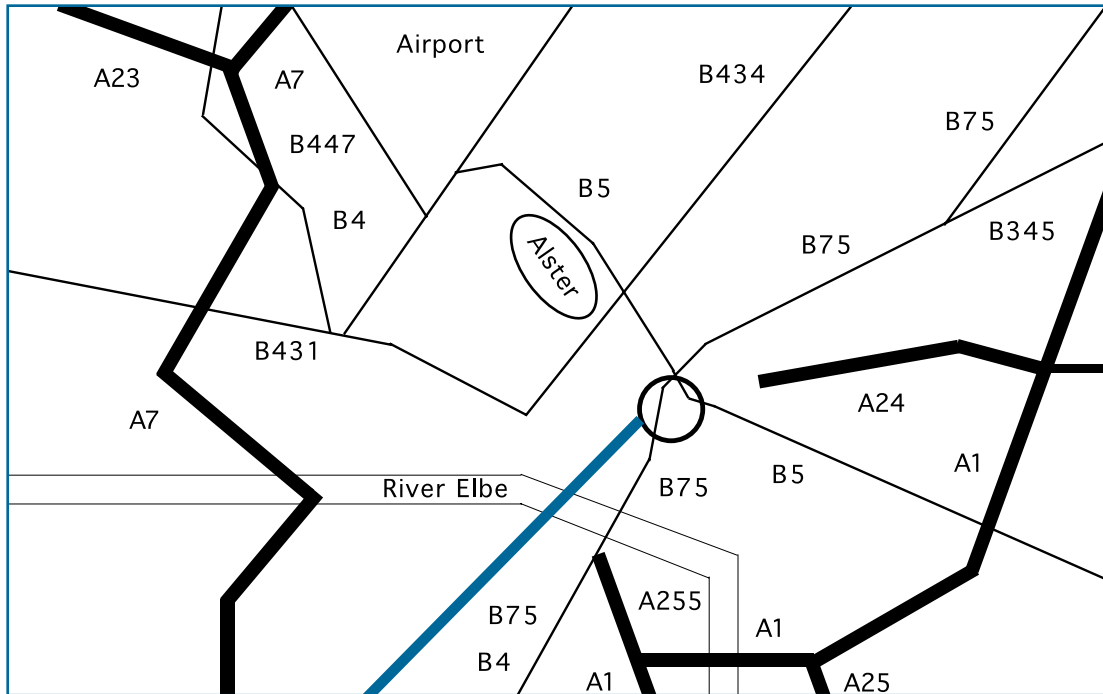 Airport
A23
A7
B434
B75
B447
B5
B4
B345
B75
Alster
B431
A24
A7
A1
B5
River Elbe
B75
A255
B75
A1
B4
A1
A25